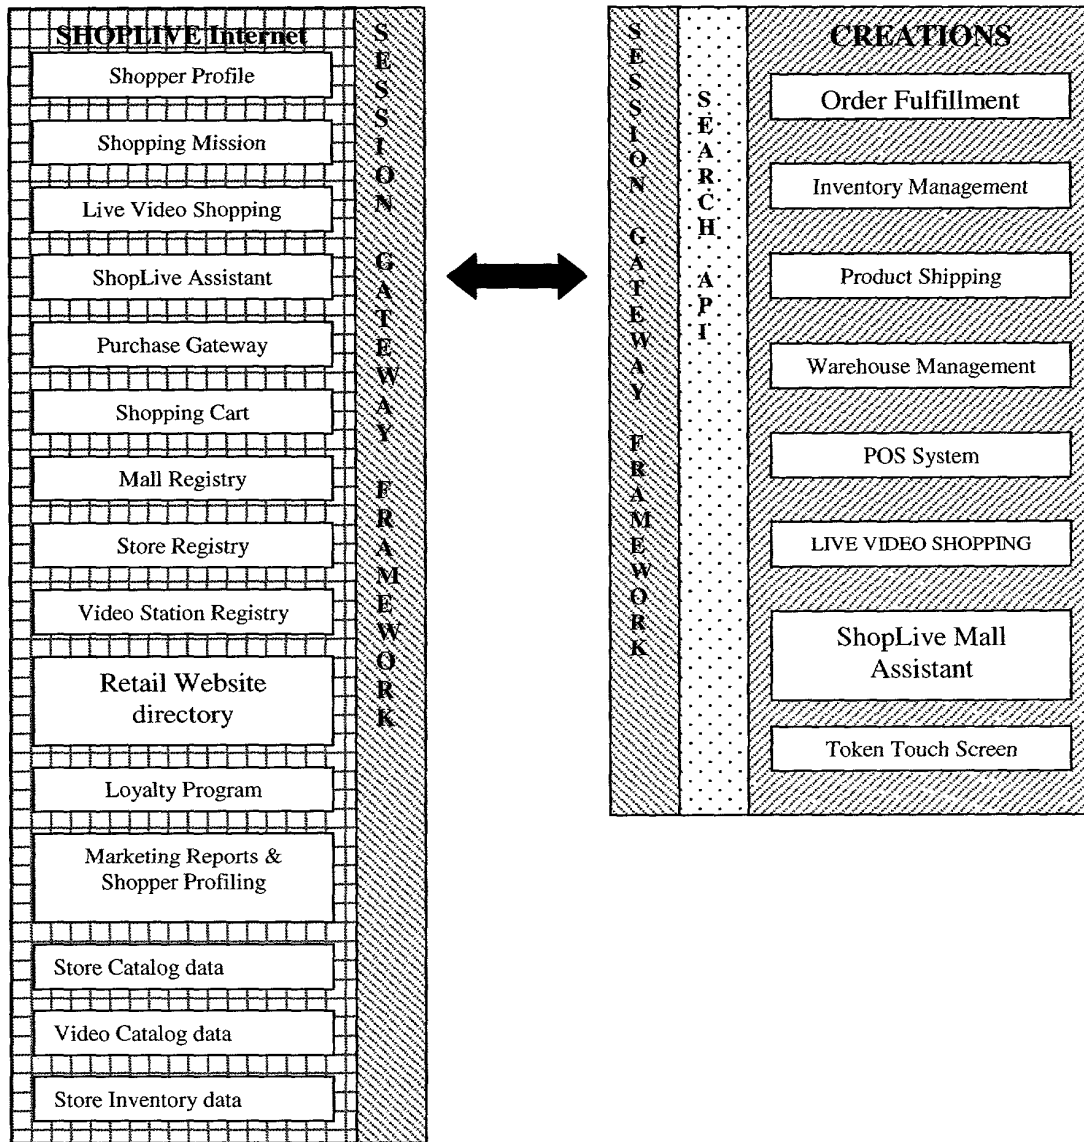 SHOPLIVE Internet
Shopper Profile
Shopping Mission
Live Video Shopping
ShopLive Assistant
Purchase Gateway
Shopping Cart
Mall Registry
Store Registry
Video Station Registry
Retail Website
directory
Loyalty Program
Marketing Reports &
Shopper Profiling
Store Catalog data
Video Catalog data
Store Inventory data
SESSION GATEWAY FRAMEWORK
SESSION GATEWAY FRAMEWORK
SEARCH API
CREATIONS
Order Fulfillment
Inventory Management
Product Shipping
Warehouse Management
POS System
LIVE VIDEO SHOPPING
ShopLive Mall
Assistant
Token Touch Screen